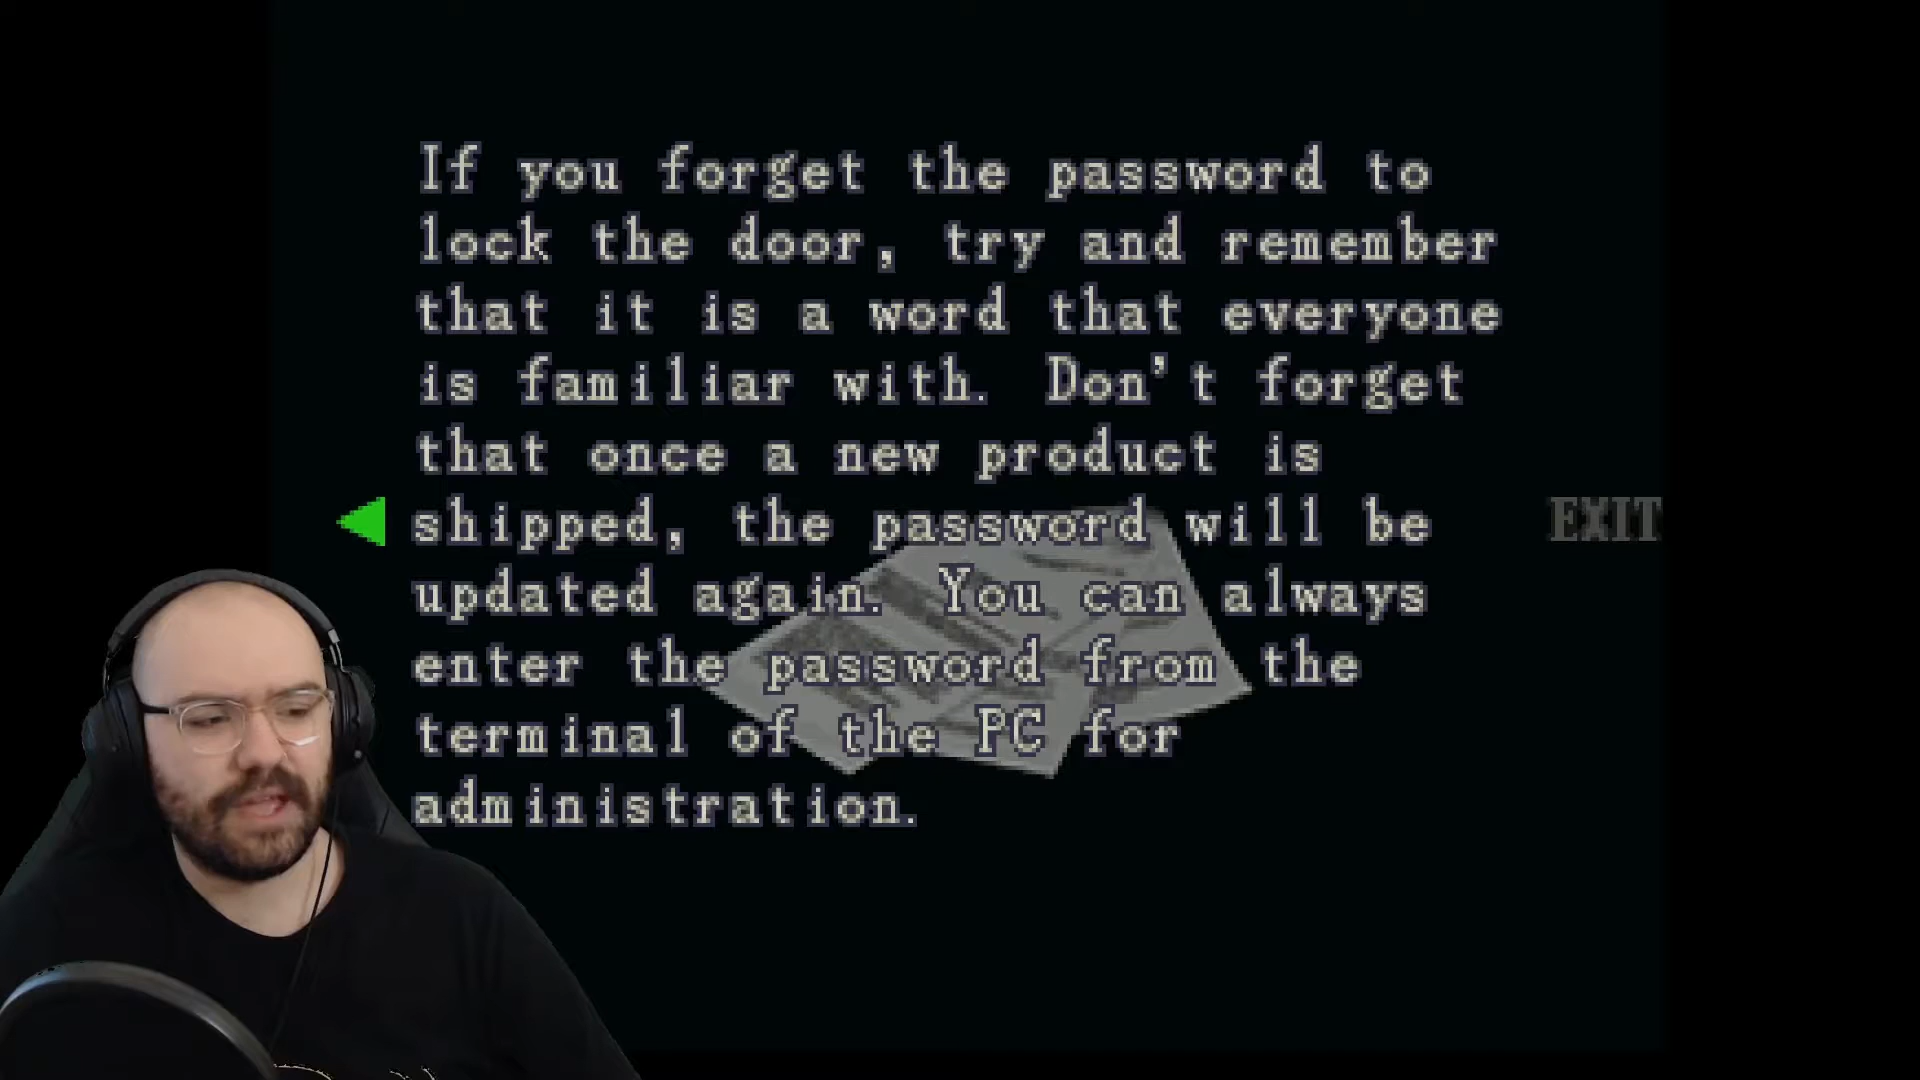 If you forget the password to
lock the door, try and remember
that it is a word that everyone
is familiar with. Don't forget
that once a new product is
shipped, the password will be
updated again. You can always
enter the password from the
terminal of the PC for
administration.
EXIT